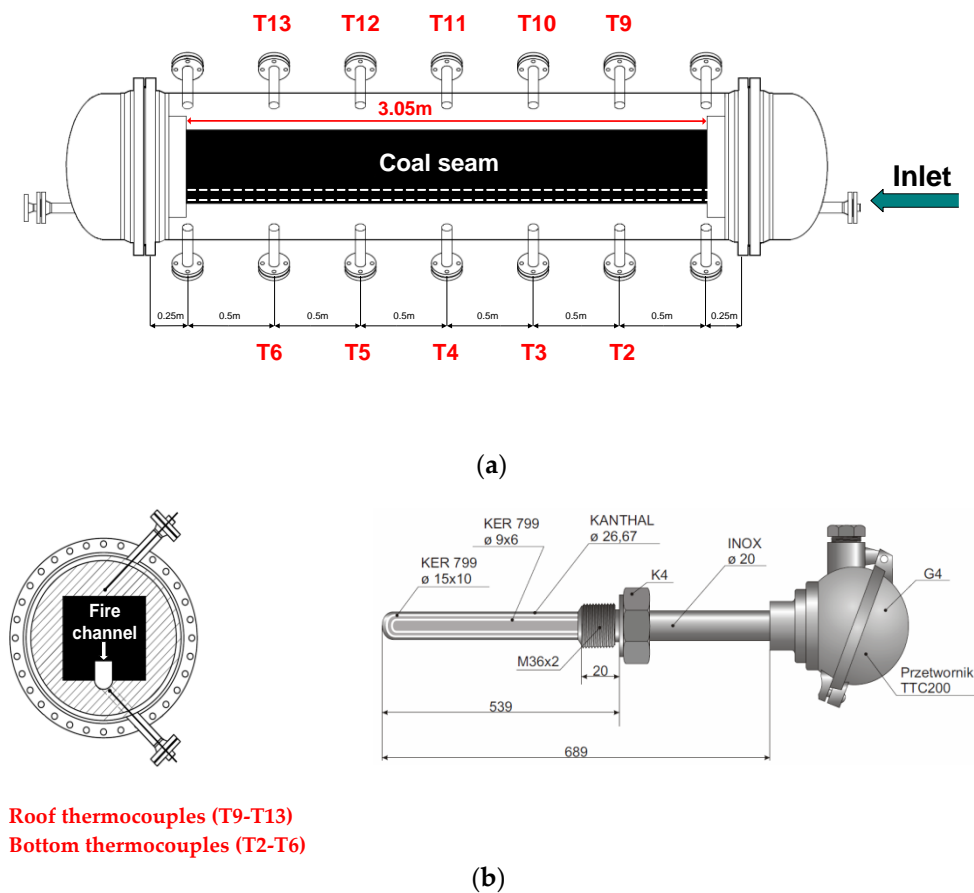 T13 T12 T11 T10 T9
3.05m
Coal seam
Inlet
0.25m 0.5m 0.5m 0.5m 0.5m 0.5m 0.5m 0.25m
T6 T5 T4 T3 T2
(a)
Fire
channel
KER 799
ø 15x10
KER 799
ø 9x6
KANTHAL
ø 26,67
K4
INOX
ø 20
G4
M36x2
20
Przetwornik
TTC200
539
689
Roof thermocouples (T9-T13)
Bottom thermocouples (T2-T6)
(b)